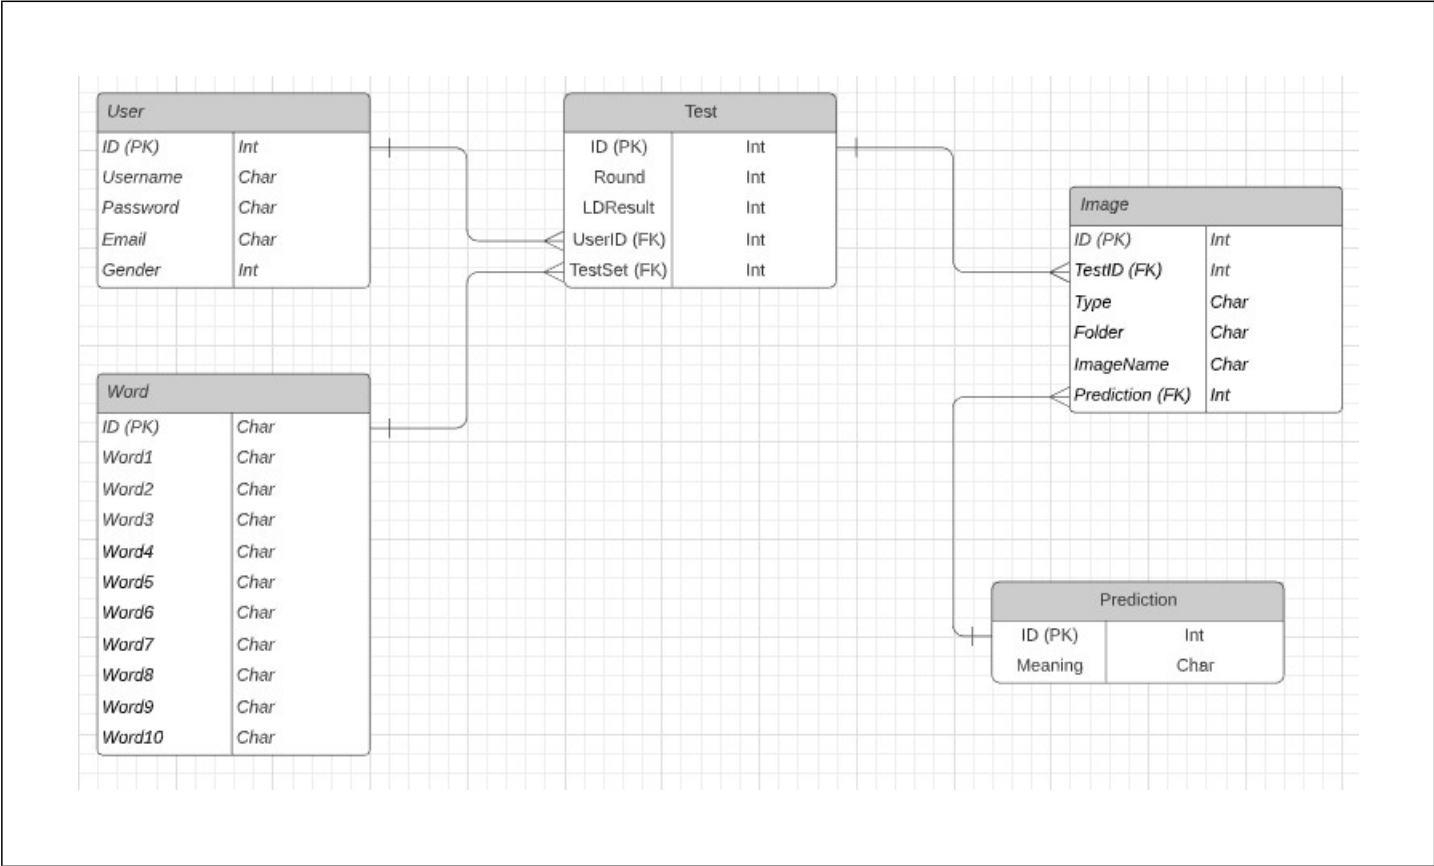 User
ID (PK) Int
Username Char
Password Char
Email Char
Gender Int
Test
ID (PK) Int
Round Int
LDResult Int
UserID (FK) Int
TestSet (FK) Int
Image
ID (PK) Int
TestID (FK) Int
Type Char
Folder Char
ImageName Char
Prediction (FK) Int
Word
ID (PK) Char
Word1 Char
Word2 Char
Word3 Char
Word4 Char
Word5 Char
Word6 Char
Word7 Char
Word8 Char
Word9 Char
Word10 Char
Prediction
ID (PK) Int
Meaning Char